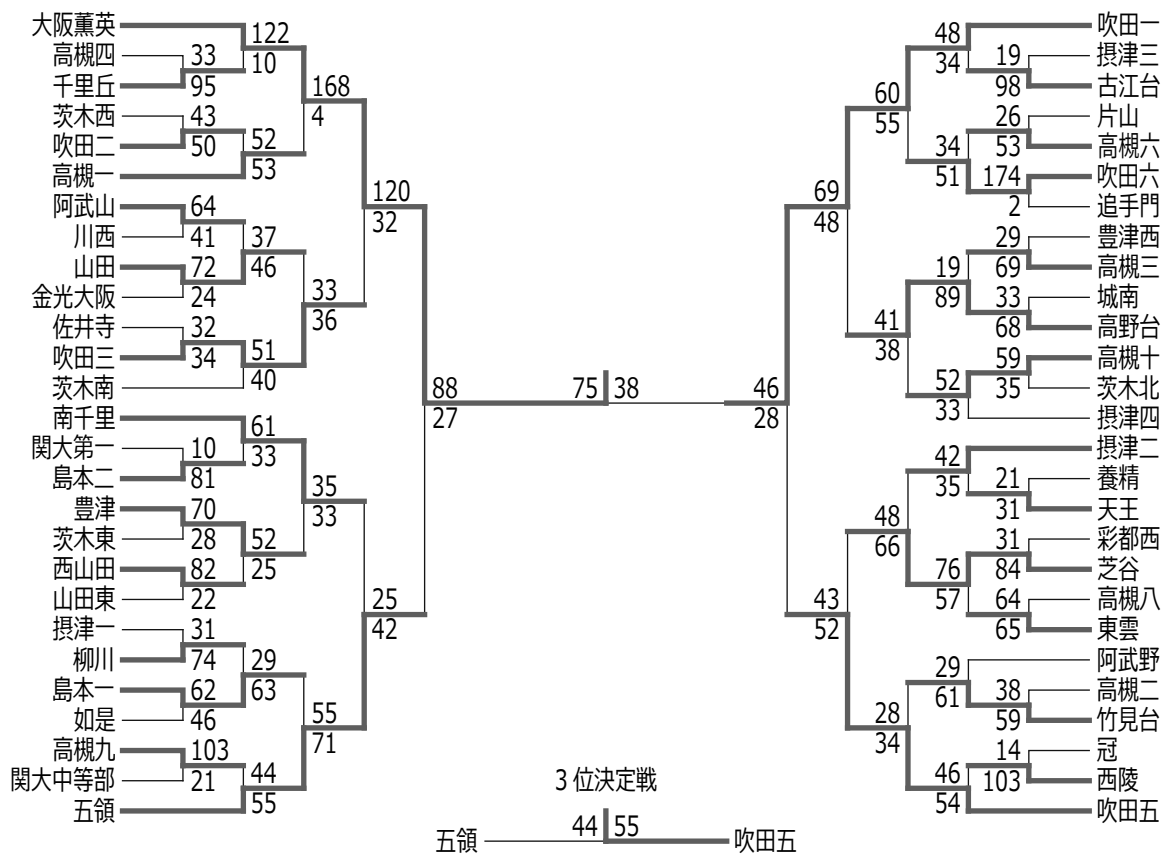 大阪薫英
122
高槻四
33
10
千里丘
95
168
4
茨木西
43
吹田二
50
52
高槻一
53
120
32
阿武山
64
川西
41
37
山田
72
46
金光大阪
24
33
36
佐井寺
32
吹田三
34
51
茨木南
40
88
27
南千里
61
関大第一
10
33
島本二
81
35
33
豊津
70
茨木東
28
52
西山田
82
25
山田東
22
25
42
摂津一
31
柳川
74
29
島本一
62
63
如是
46
55
71
高槻九
103
関大中等部
21
44
五領
55
75 38
吹田一
48
摂津三
19
34
古江台
98
60
55
片山
26
高槻六
53
34
吹田六
174
51
追手門
2
69
48
豊津西
29
高槻三
69
19
城南
33
89
高野台
68
41
38
高槻十
59
茨木北
35
52
摂津四
33
46
28
摂津二
42
養精
21
35
天王
31
48
66
彩都西
31
芝谷
84
76
高槻八
64
57
東雲
65
43
52
阿武野
29
高槻二
38
61
竹見台
59
28
34
冠
14
西陵
103
46
吹田五
54
3位決定戦
五領 44 55 吹田五